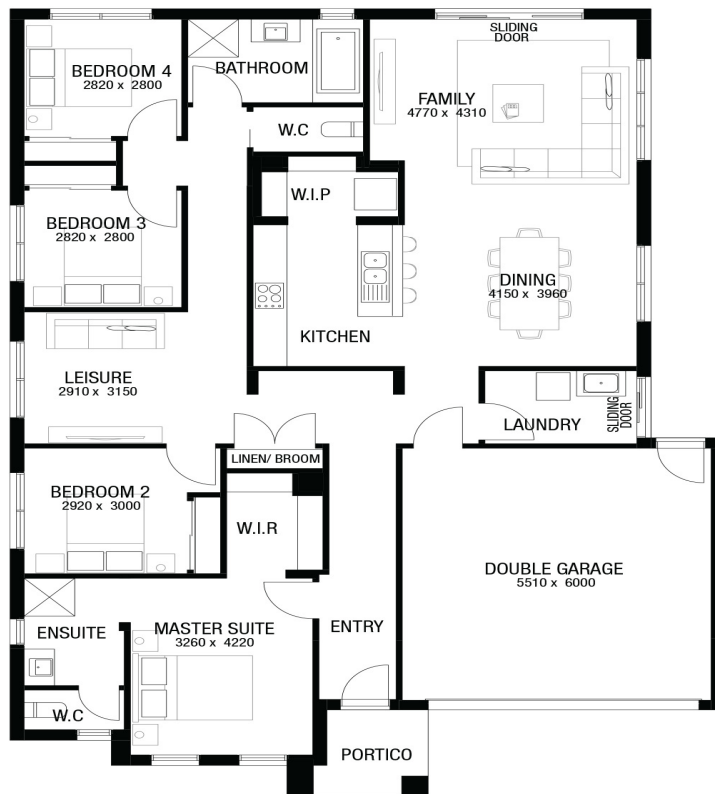 SLIDING
DOOR
BEDROOM 4
2820 x 2800
BATHROOM
FAMILY
4770 x 4310
W.C
W.I.P
BEDROOM 3
2820 x 2800
DINING
4150 x 3960
KITCHEN
LEISURE
2910 x 3150
LAUNDRY
SLIDING
DOOR
LINEN/ BROOM
BEDROOM 2
2920 x 3000
W.I.R
DOUBLE GARAGE
5510 x 6000
ENSUITE
MASTER SUITE
3260 x 4220
ENTRY
W.C
PORTICO